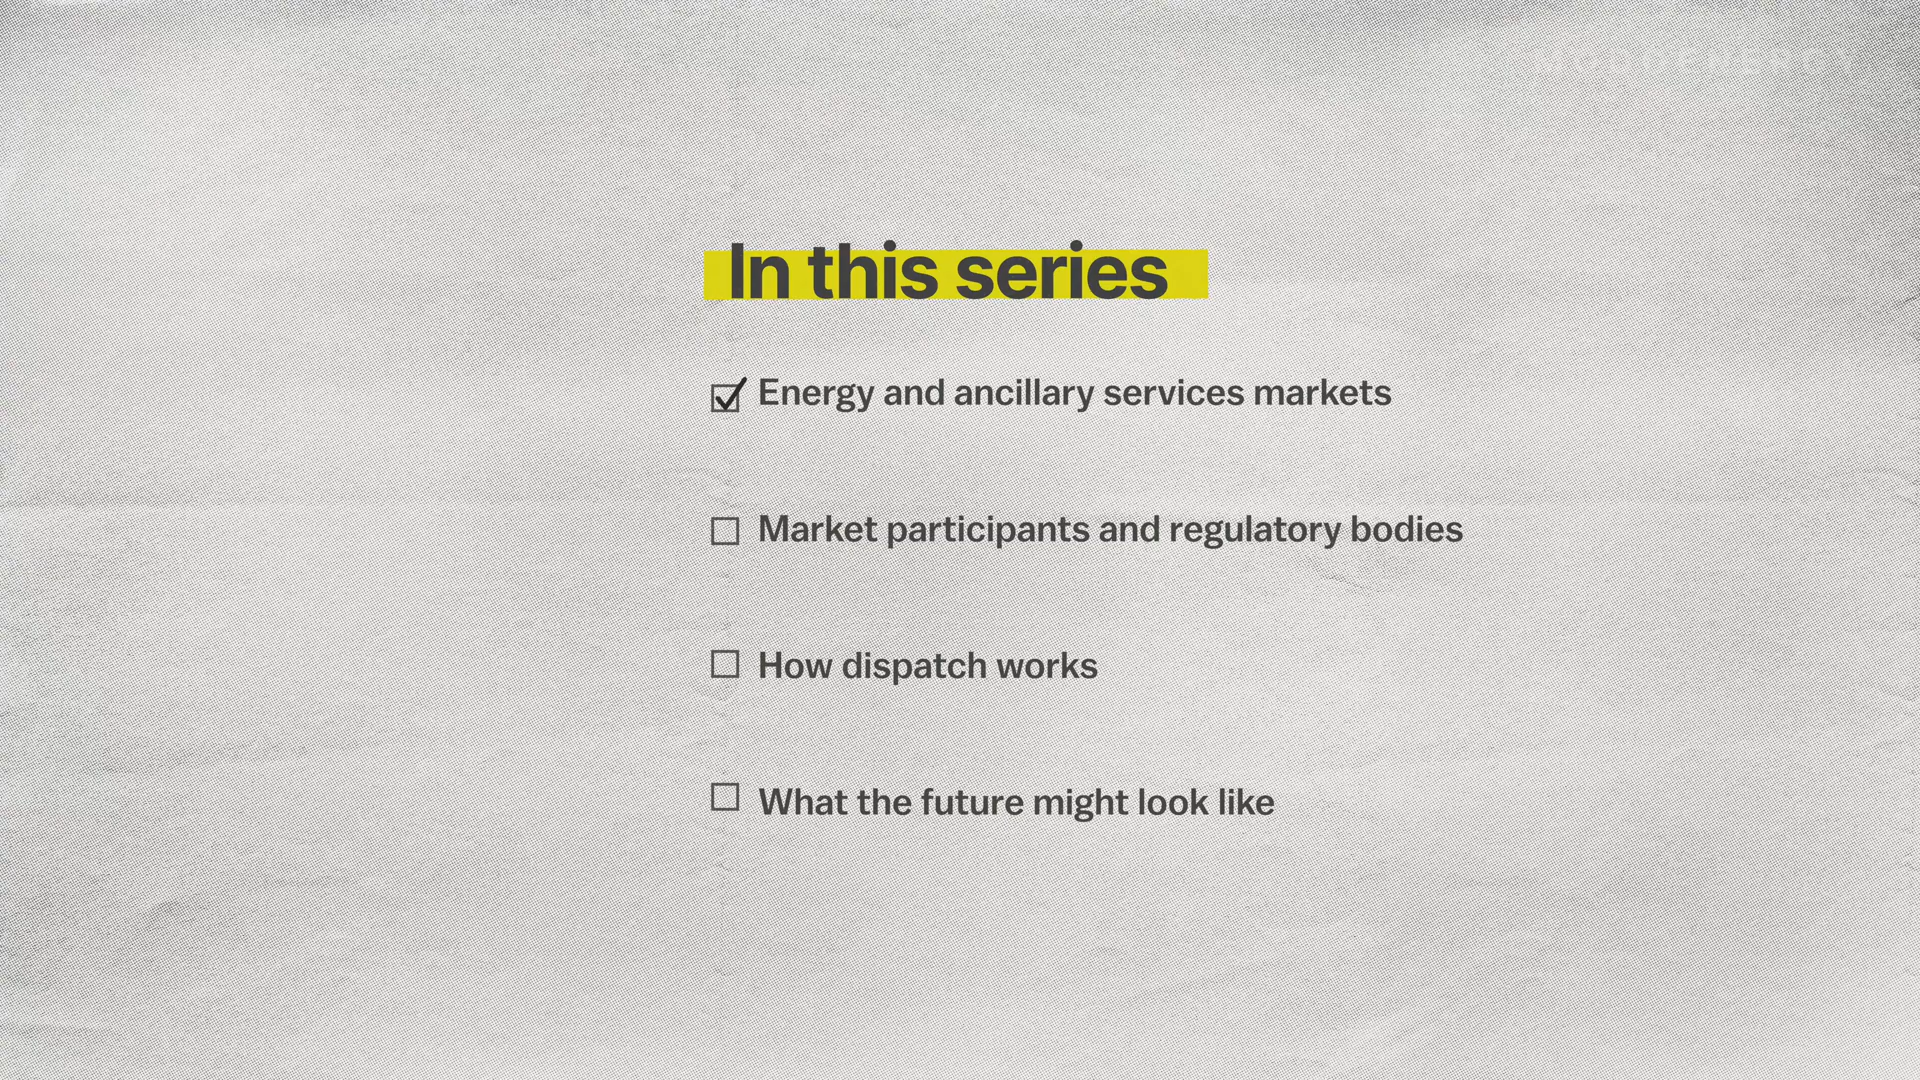 MODOENERGY
In this series
Energy and ancillary services markets
Market participants and regulatory bodies
How dispatch works
What the future might look like